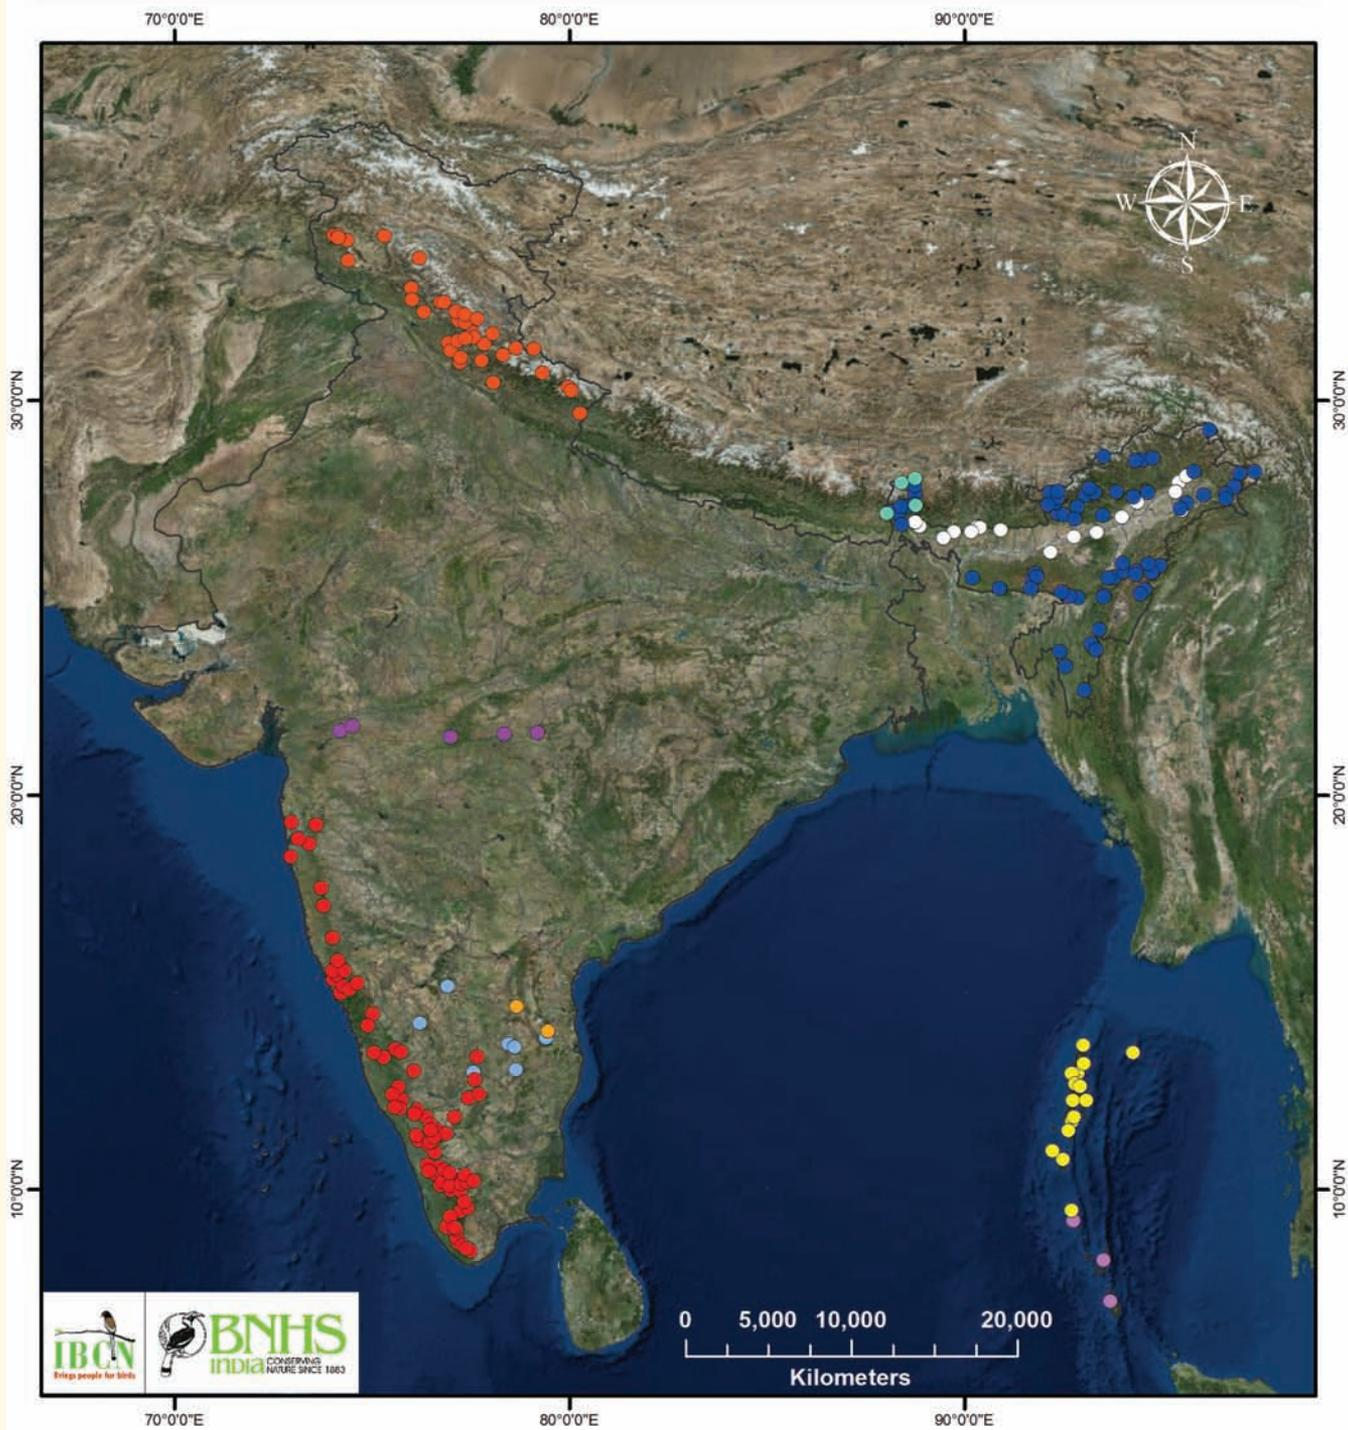 70°0'0"E 80°0'0"E 90°0'0"E
N
W E
S
30°0'0"N 30°0'0"N
20°0'0"N 20°0'0"N
10°0'0"N 10°0'0"N
IBCN
Brings people for birds
BNHS
INDIA CONSERVING
NATURE SINCE 1883
0 5,000 10,000 20,000
Kilometers
70°0'0"E 80°0'0"E 90°0'0"E